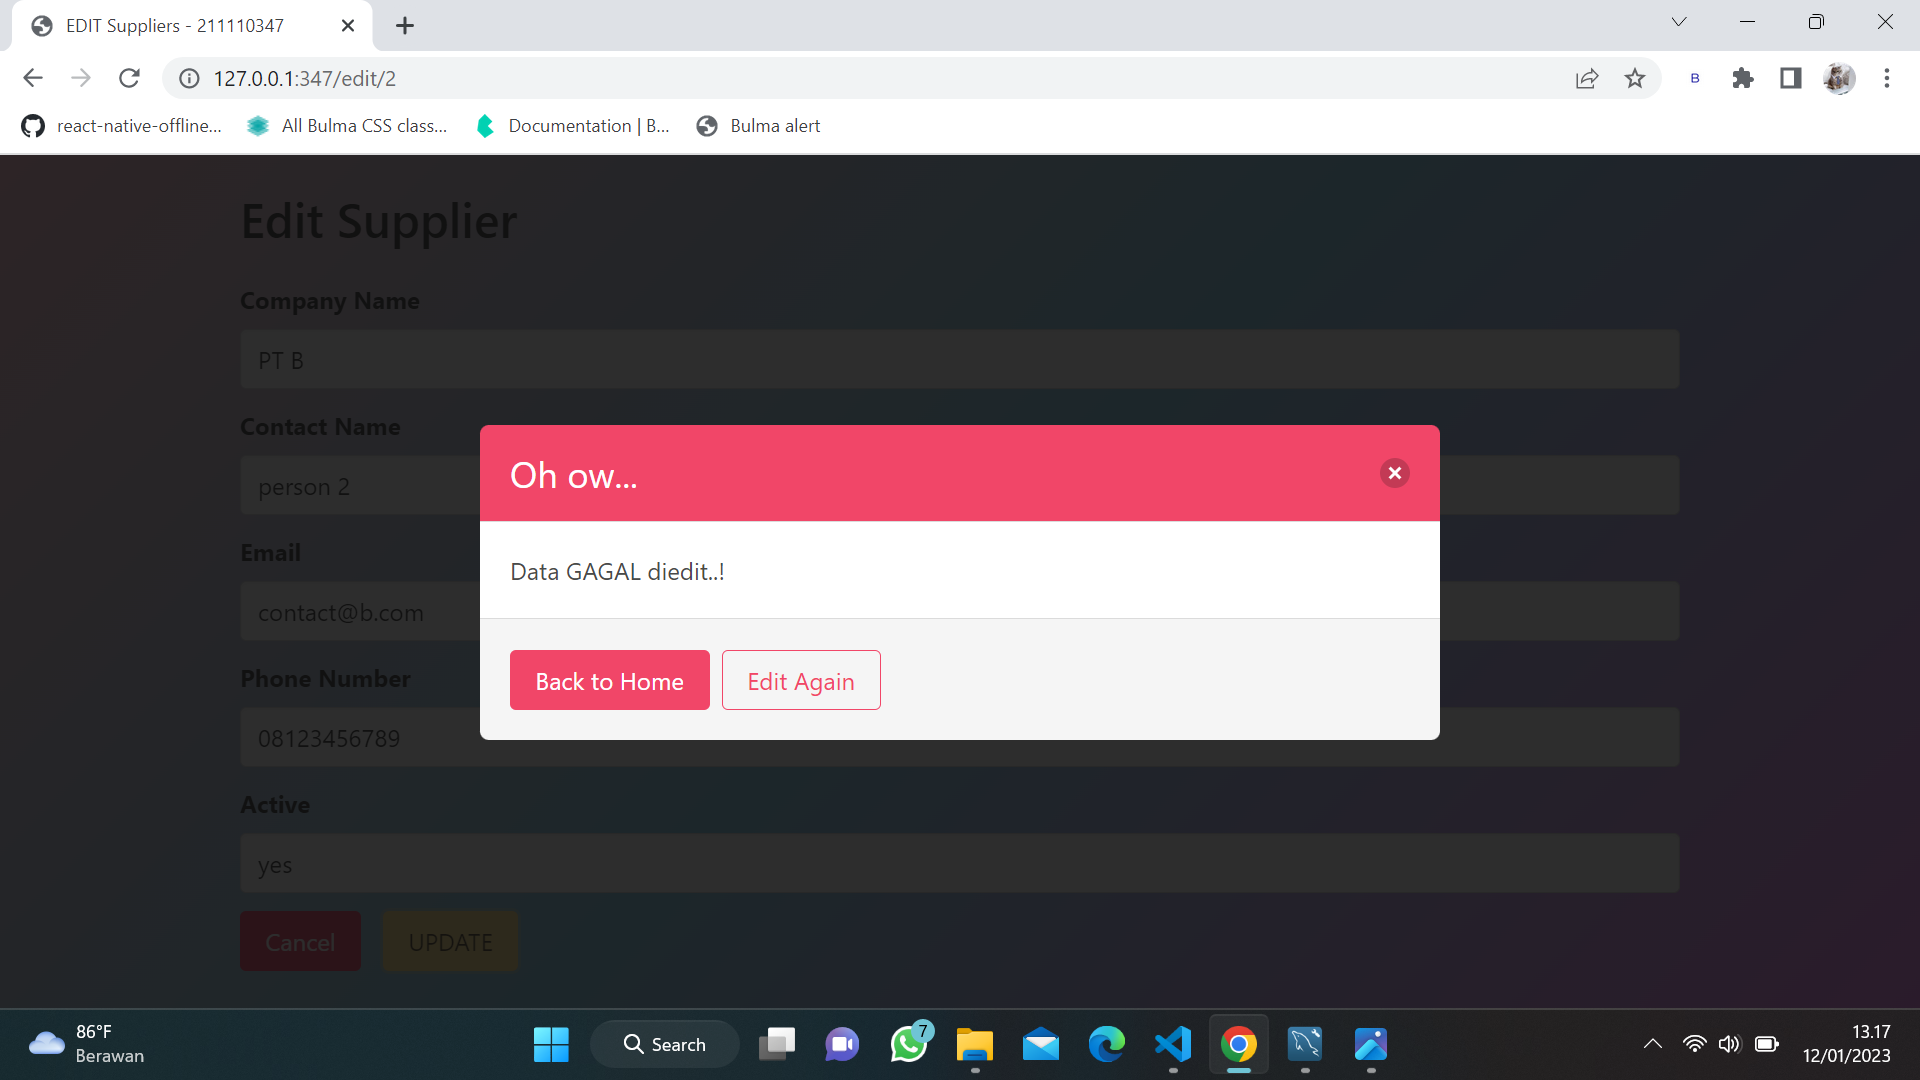 EDIT Suppliers - 211110347
127.0.0.1:347/edit/2
B
react-native-offline...
All Bulma CSS class...
Documentation | B...
Bulma alert
Edit Supplier
Company Name
PT B
Contact Name
person 2
Email
contact@b.com
Phone Number
08123456789
Active
yes
Cancel
UPDATE
Oh ow...
Data GAGAL diedit..!
Back to Home
Edit Again
86°F
Berawan
Search
7
13.17
12/01/2023